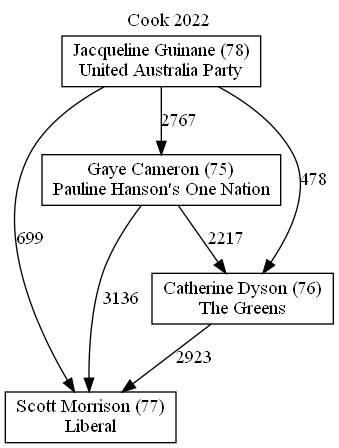 Cook 2022
Jacqueline Guinane (78)
United Australia Party
2767
Gaye Cameron (75)
Pauline Hanson's One Nation
478
699
3136
2217
Catherine Dyson (76)
The Greens
2923
Scott Morrison (77)
Liberal